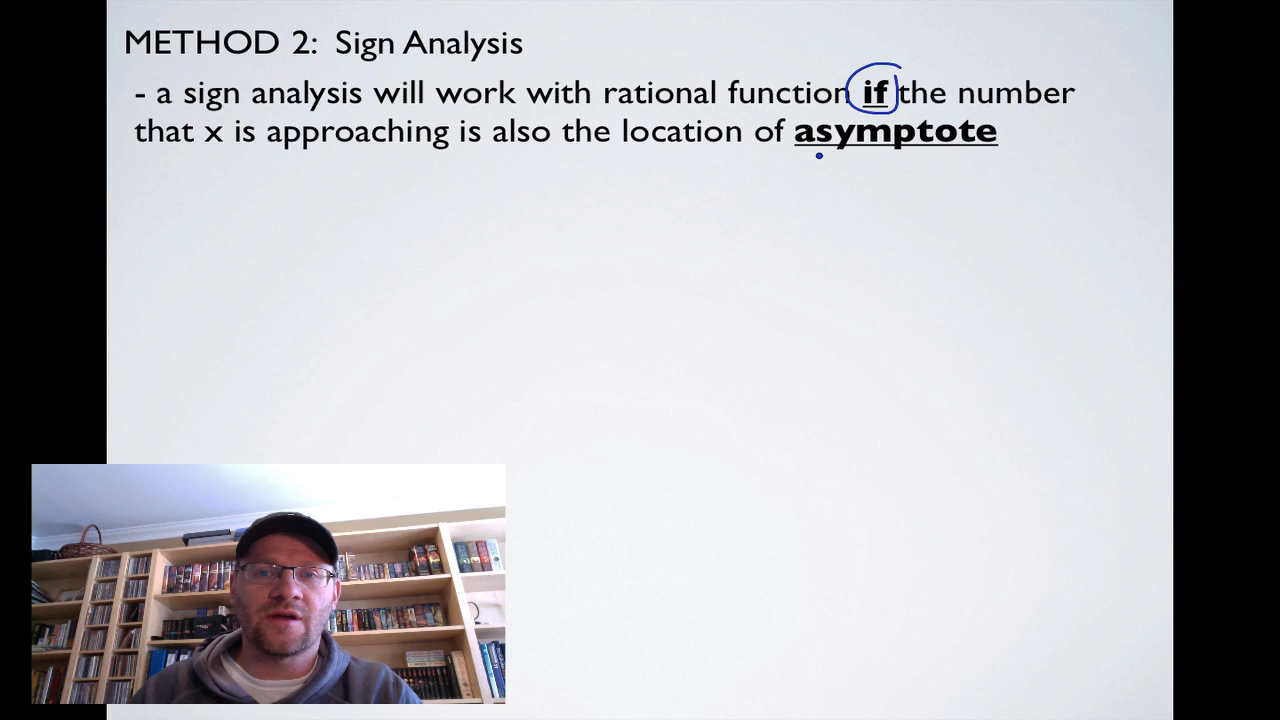 METHOD 2: Sign Analysis
- a sign analysis will work with rational function if the number
that x is approaching is also the location of asymptote